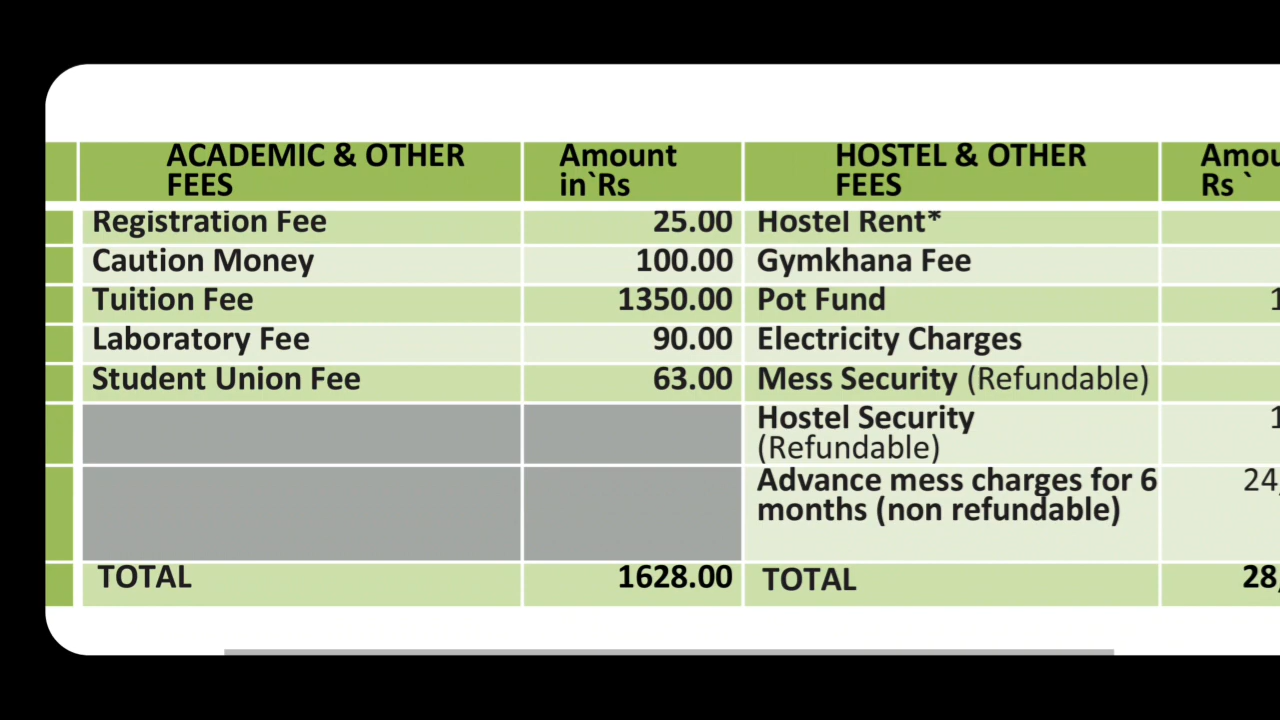 ACADEMIC & OTHER
FEES
Amount
in`Rs
HOSTEL & OTHER
FEES
Rs `
Registration Fee 25.00 Hostel Rent*
Caution Money 100.00 Gymkhana Fee
Tuition Fee 1350.00 Pot Fund
Laboratory Fee 90.00 Electricity Charges
Student Union Fee 63.00 Mess Security (Refundable)
Hostel Security
(Refundable)
Advance mess charges for 6
months (non refundable)
TOTAL 1628.00 TOTAL